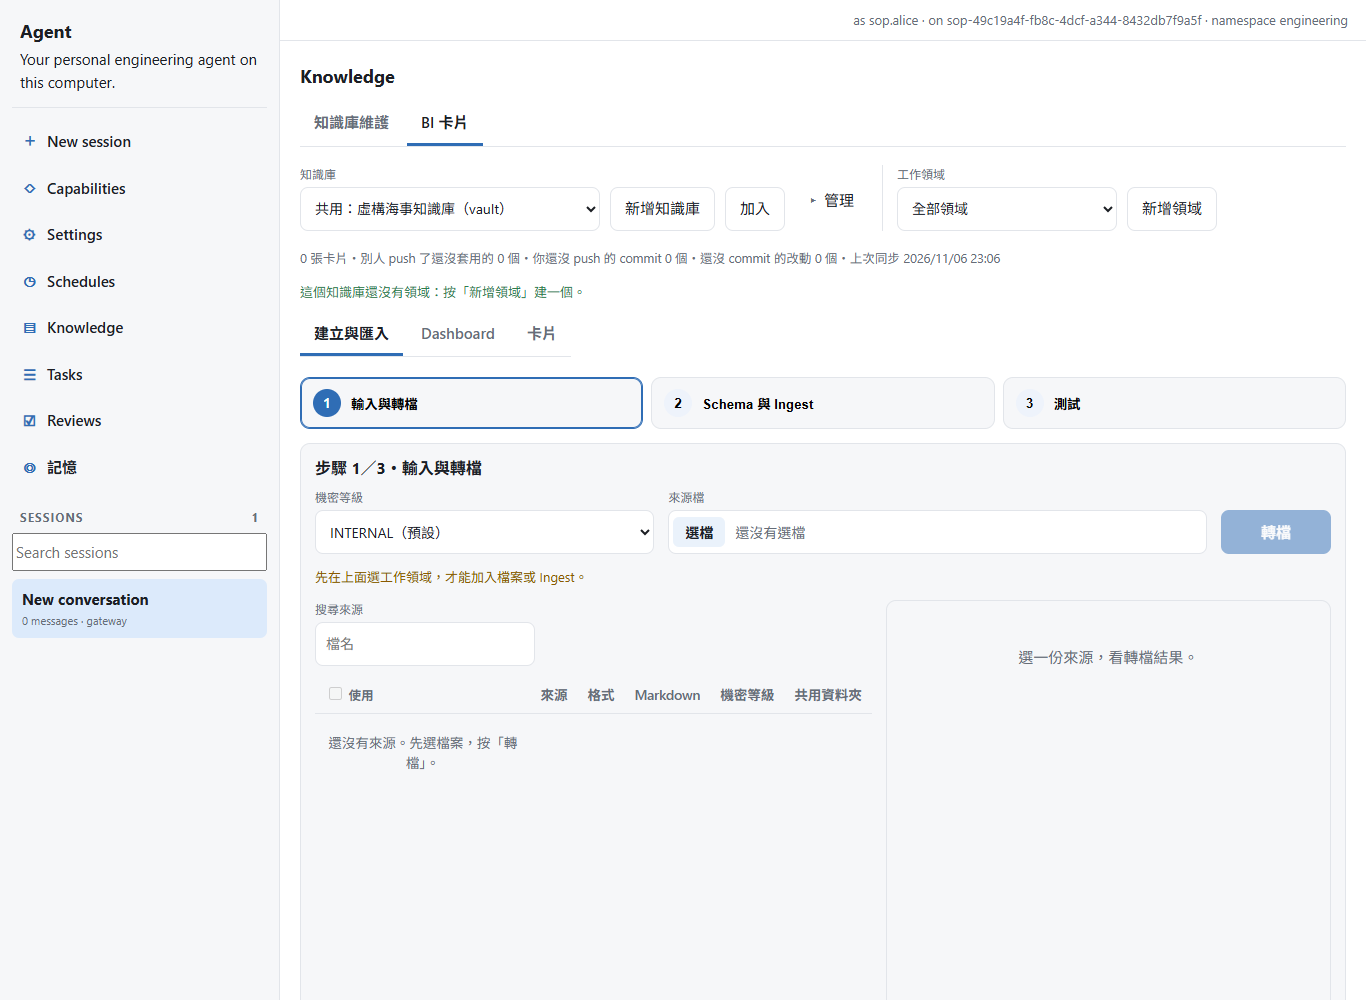 Agent
Your personal engineering agent on
this computer.
New session
Capabilities
Settings
Schedules
Knowledge
Tasks
Reviews
記憶
SESSIONS 1
Search sessions
New conversation
0 messages · gateway
as sop.alice · on sop-49c19a4f-fb8c-4dcf-a344-8432db7f9a5f · namespace engineering
Knowledge
知識庫維護 BI 卡片
知識庫 工作領域
共用：虛構海事知識庫（vault） 新增知識庫 加入 ▸ 管理 全部領域 新增領域
0 張卡片・別人 push 了還沒套用的 0 個・你還沒 push 的 commit 0 個・還沒 commit 的改動 0 個・上次同步 2026/11/06 23:06
這個知識庫還沒有領域：按「新增領域」建一個。
建立與匯入 Dashboard 卡片
1 輸入與轉檔 2 Schema 與 Ingest 3 測試
步驟 1／3・輸入與轉檔
機密等級 來源檔
INTERNAL（預設） 選檔 還沒有選檔 轉檔
先在上面選工作領域，才能加入檔案或 Ingest。
搜尋來源
檔名
選一份來源，看轉檔結果。
使用 來源 格式 Markdown 機密等級 共用資料夾
還沒有來源。先選檔案，按「轉
檔」。